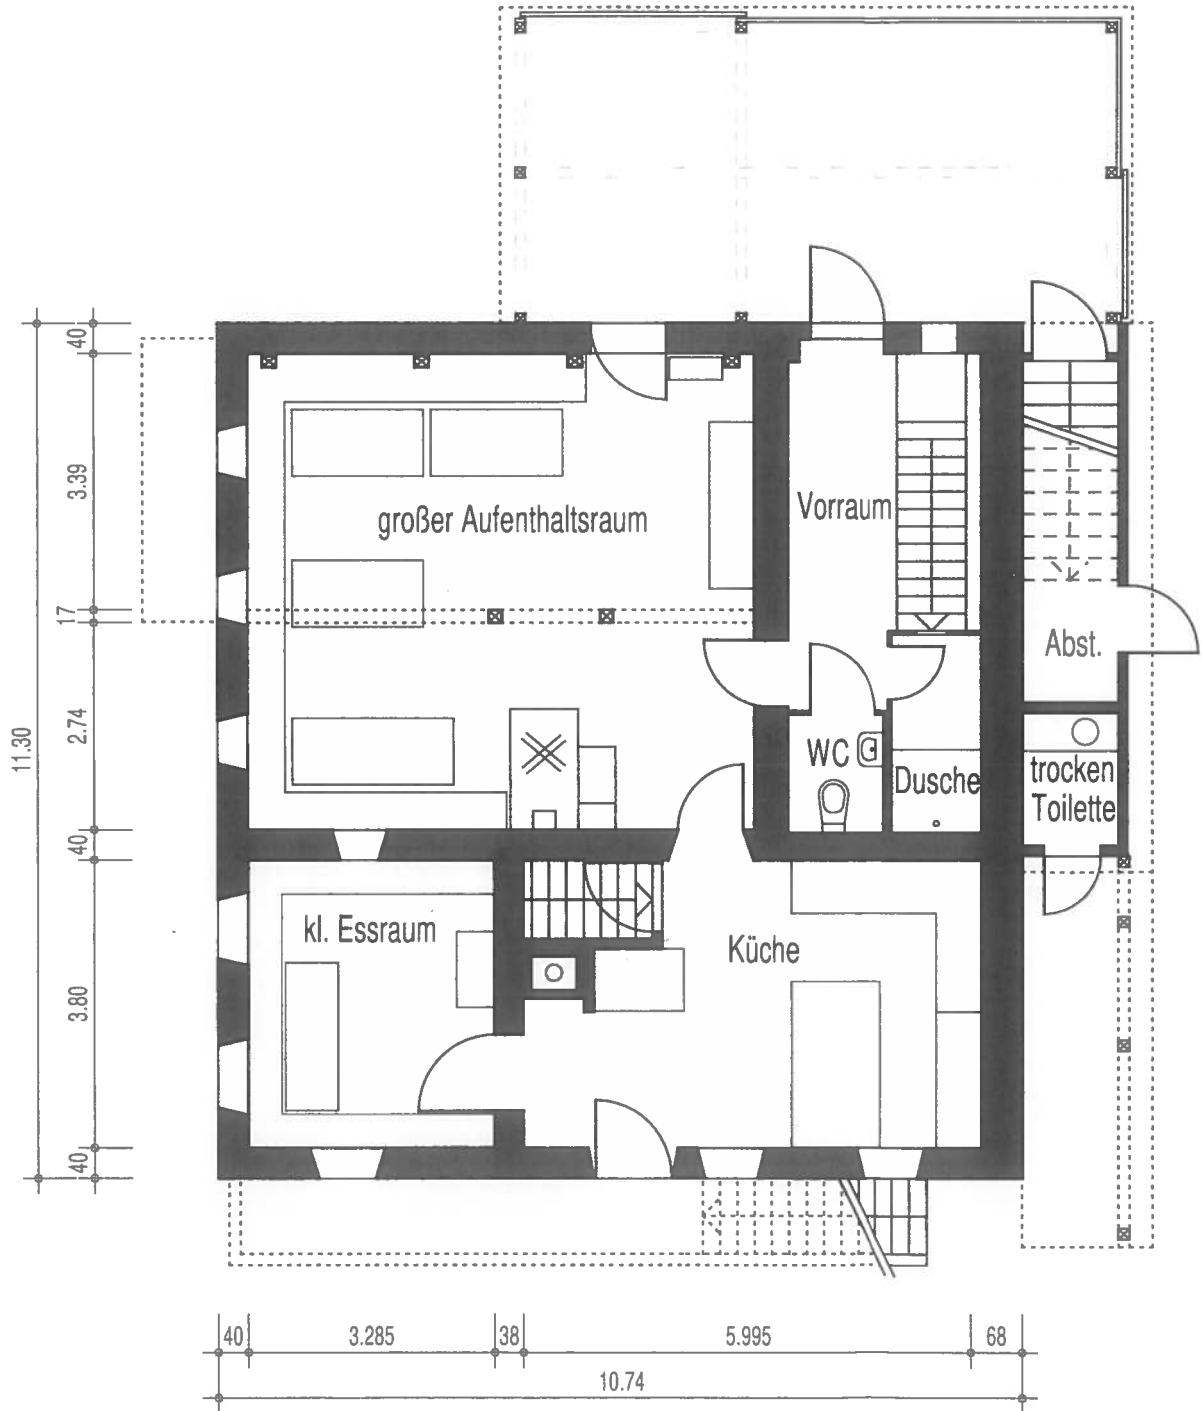 großer Aufenthaltsraum
Vorraum
Abst.
WC
Dusche
trocken
Toilette
kl. Essraum
Küche
40
3.39
17
2.74
40
3.80
40
11.30
40
3.285
38
5.995
68
10.74